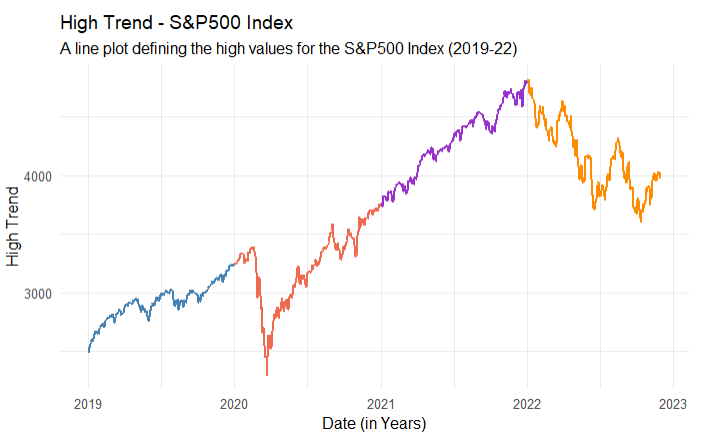 High Trend - S&P500 Index
A line plot defining the high values for the S&P500 Index (2019-22)
High Trend
4000
3000
2019 2020 2021 2022 2023
Date (in Years)